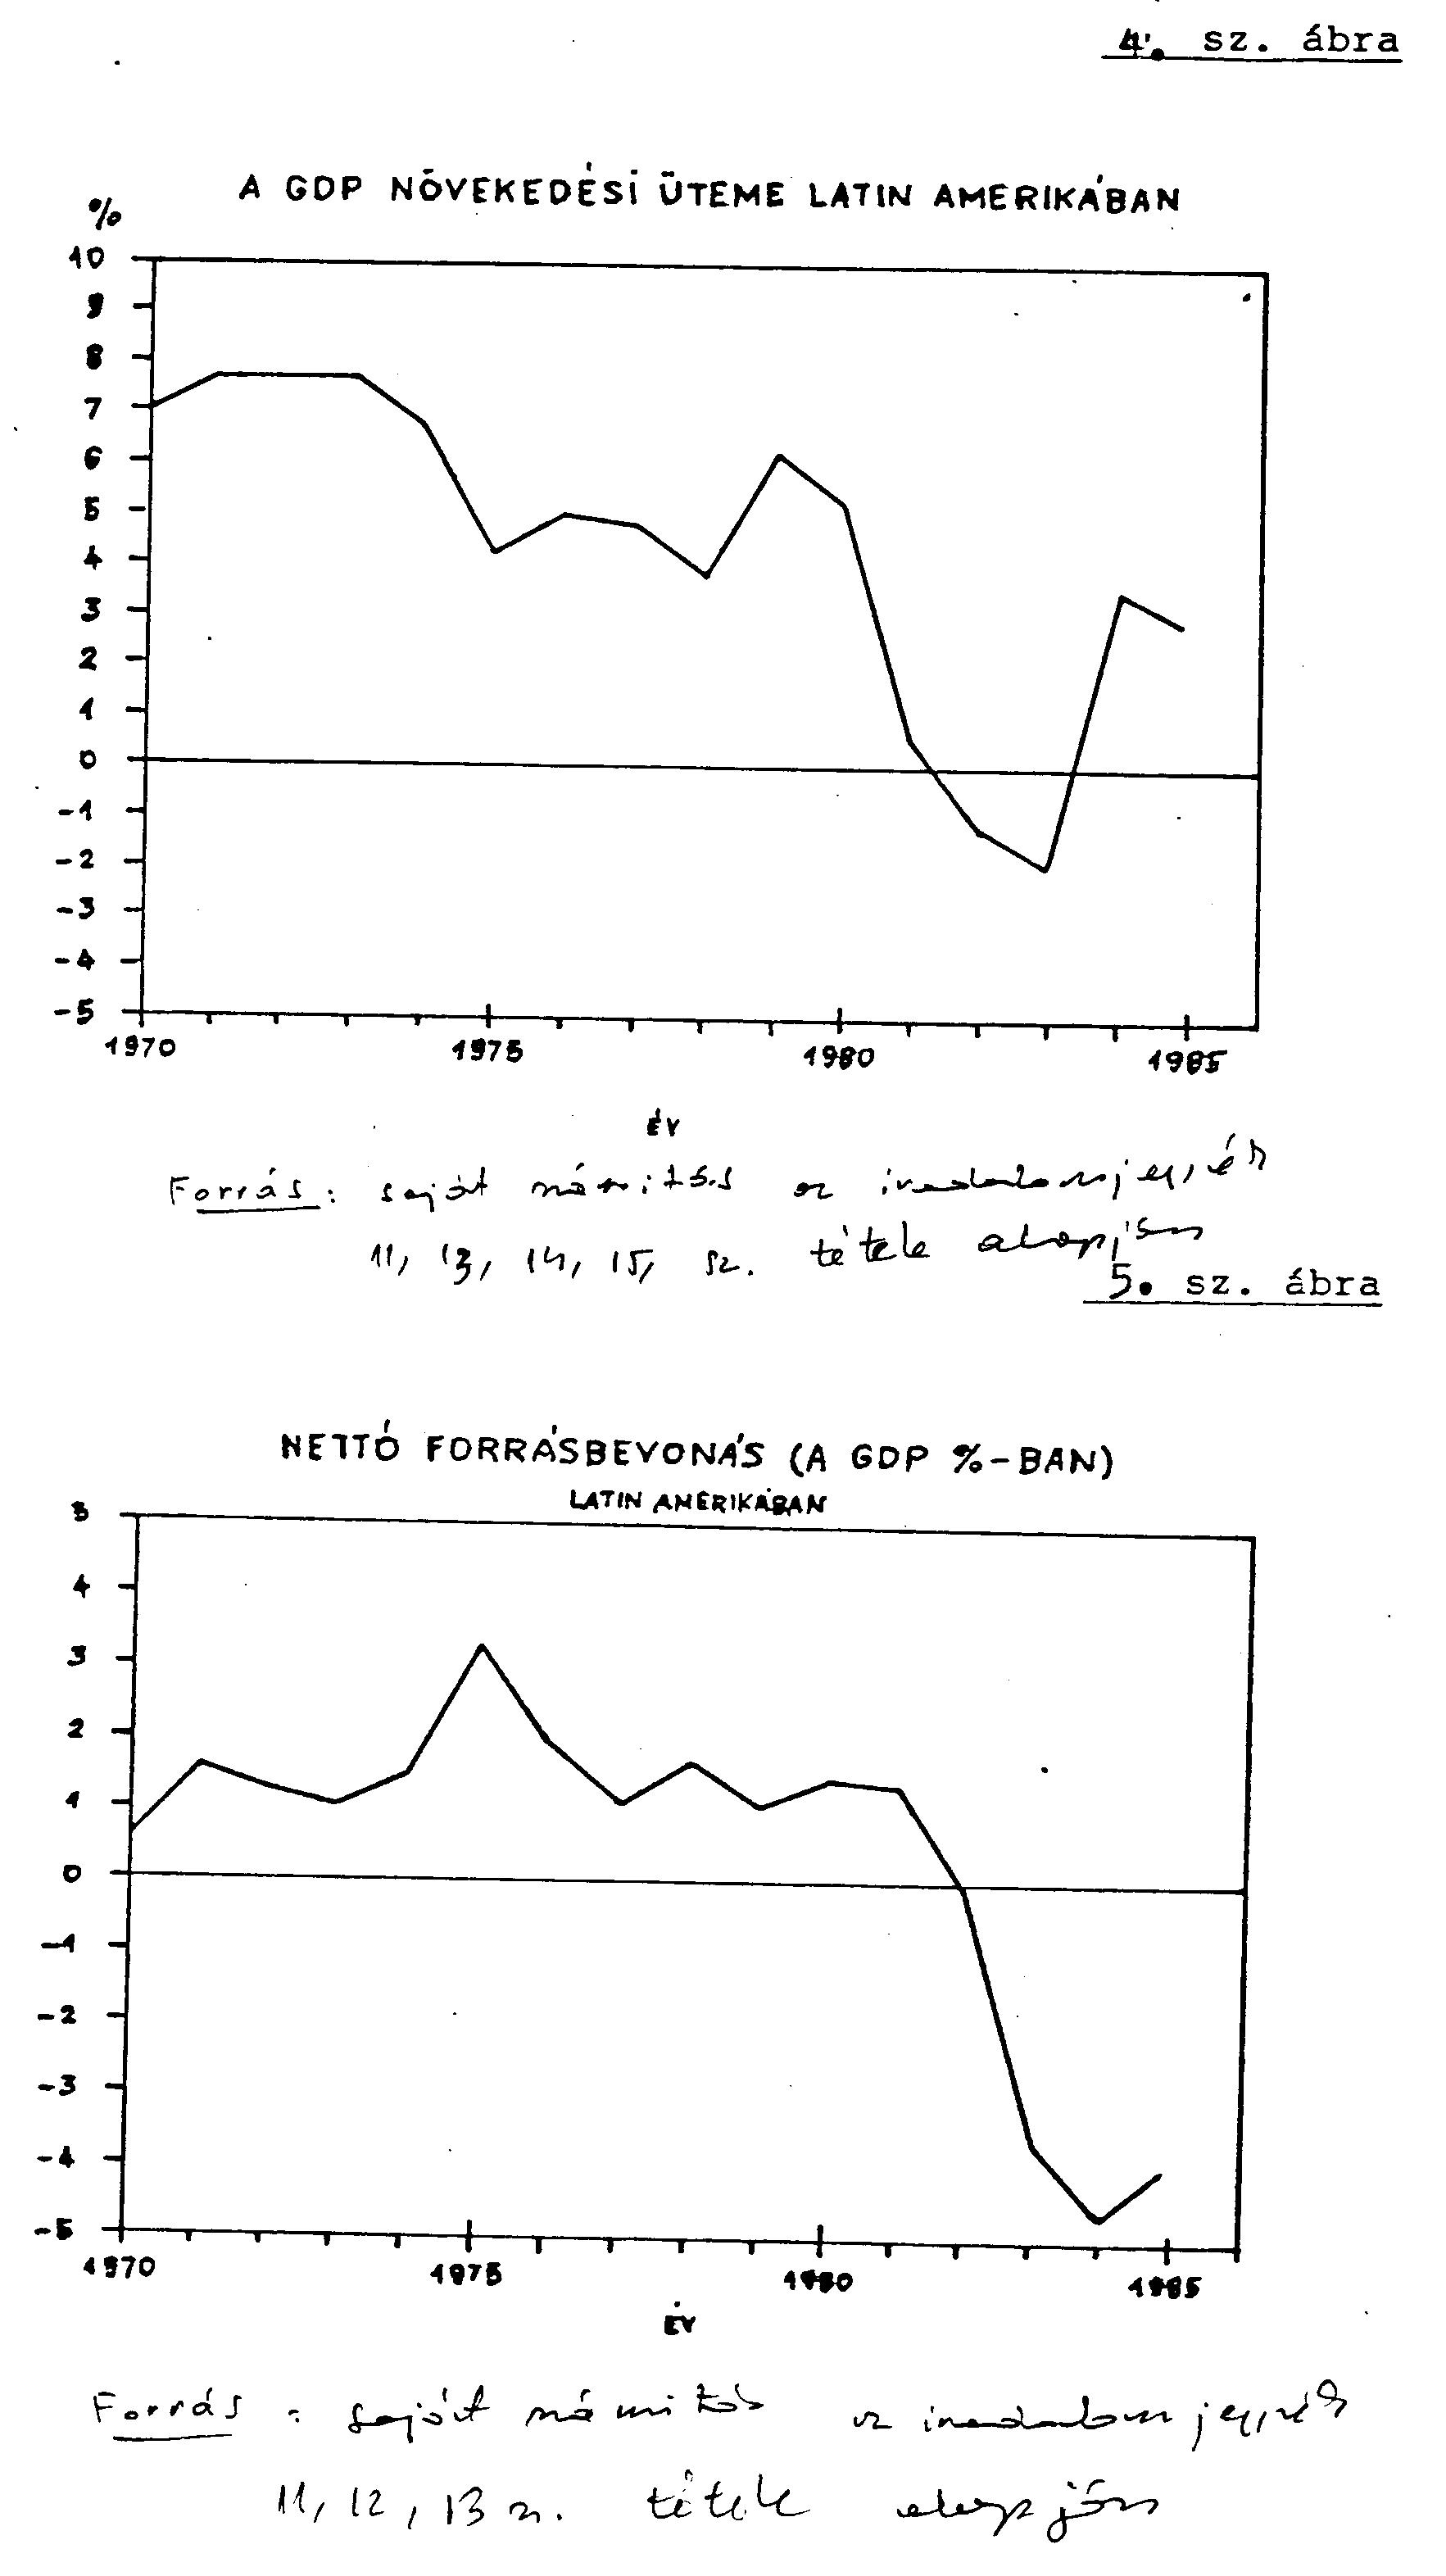 4. sz. ábra
A GDP NÖVEKEDÉSI ÜTEME LATIN AMERIKÁBAN
%
10
9
8
7
6
5
4
3
2
1
0
-1
-2
-3
-4
-5
1970 1975 1980 1985
ÉV
Forrás: saját számítás az irodalomjegyzék
11, 13, 14, 15, sz. tétele alapján
5. sz. ábra
NETTÓ FORRÁSBEVONÁS (A GDP %-BAN)
LATIN AMERIKÁBAN
5
4
3
2
1
0
-1
-2
-3
-4
-5
1970 1975 1980 1985
ÉV
Forrás: saját számítás az irodalomjegyzék
11, 12, 13 sz. tétele alapján